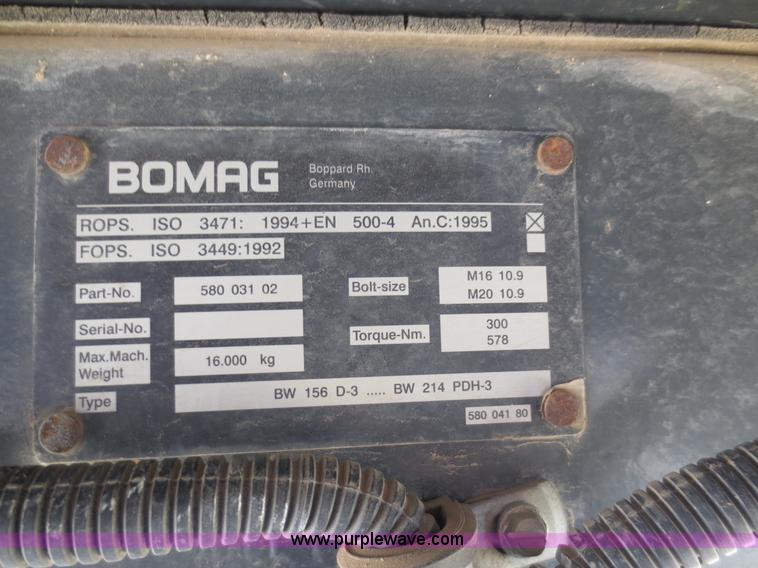 BOMAG
Boppard Rh.
Germany
ROPS. ISO 3471: 1994+EN 500-4 An.C:1995
FOPS. ISO 3449:1992
Part-No. 580 031 02 Bolt-size M16 10.9
M20 10.9
Serial-No. Torque-Nm. 300
578
Max.Mach.
Weight 16.000 kg
Type BW 156 D-3 ..... BW 214 PDH-3
580 041 80
www.purplewave.com